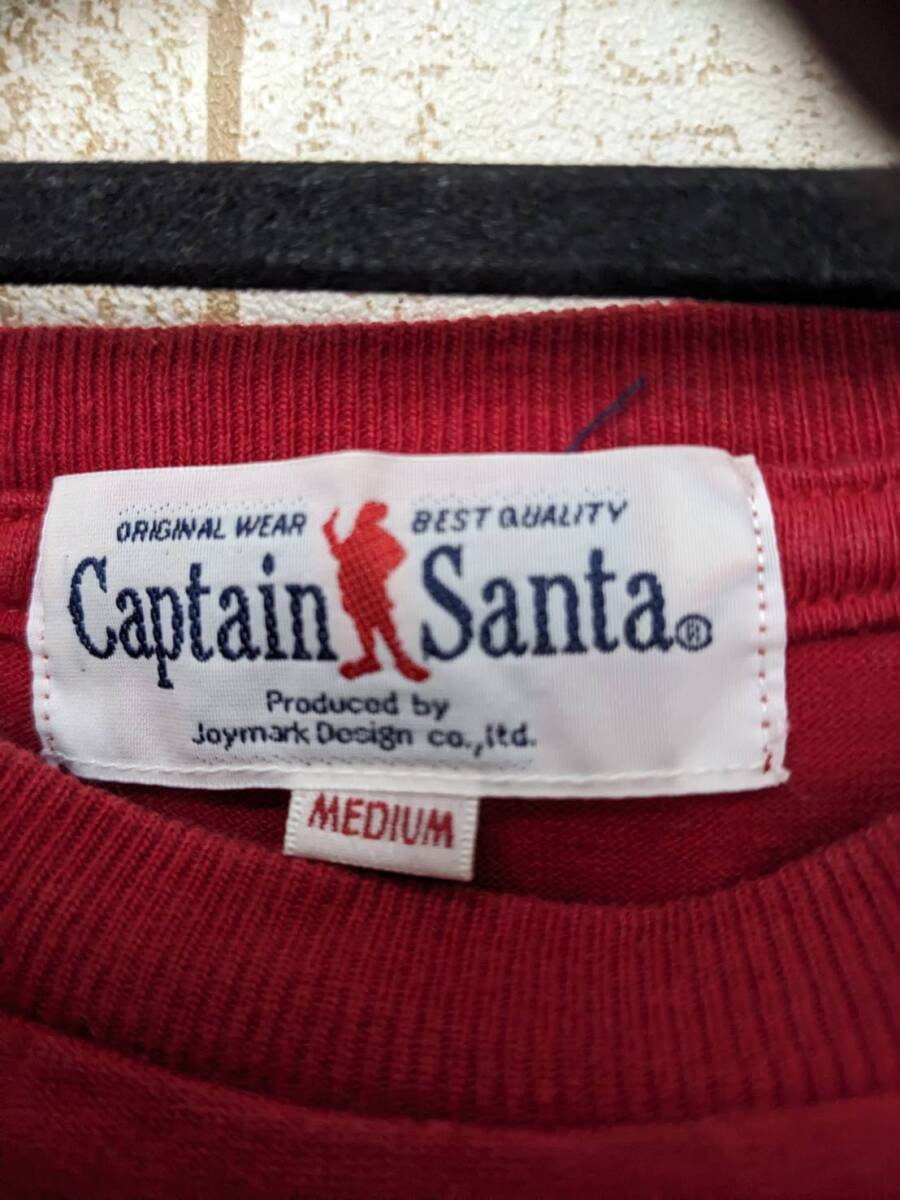 ORIGINAL WEAR BEST QUALITY
Captain Santa®
Produced by
Joymark Design co.,ltd.
MEDIUM